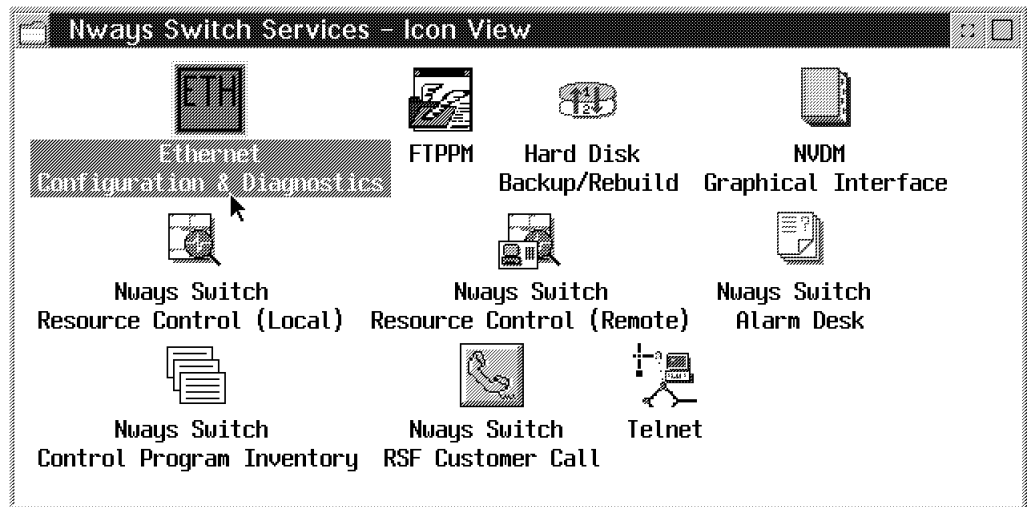 Nways Switch Services - Icon View
ETH
Ethernet
Configuration & Diagnostics
FTPPM
1
2
Hard Disk
Backup/Rebuild
NVDM
Graphical Interface
Nways Switch
Resource Control (Local)
Nways Switch
Resource Control (Remote)
?
Nways Switch
Alarm Desk
Nways Switch
Control Program Inventory
Nways Switch
RSF Customer Call
Telnet